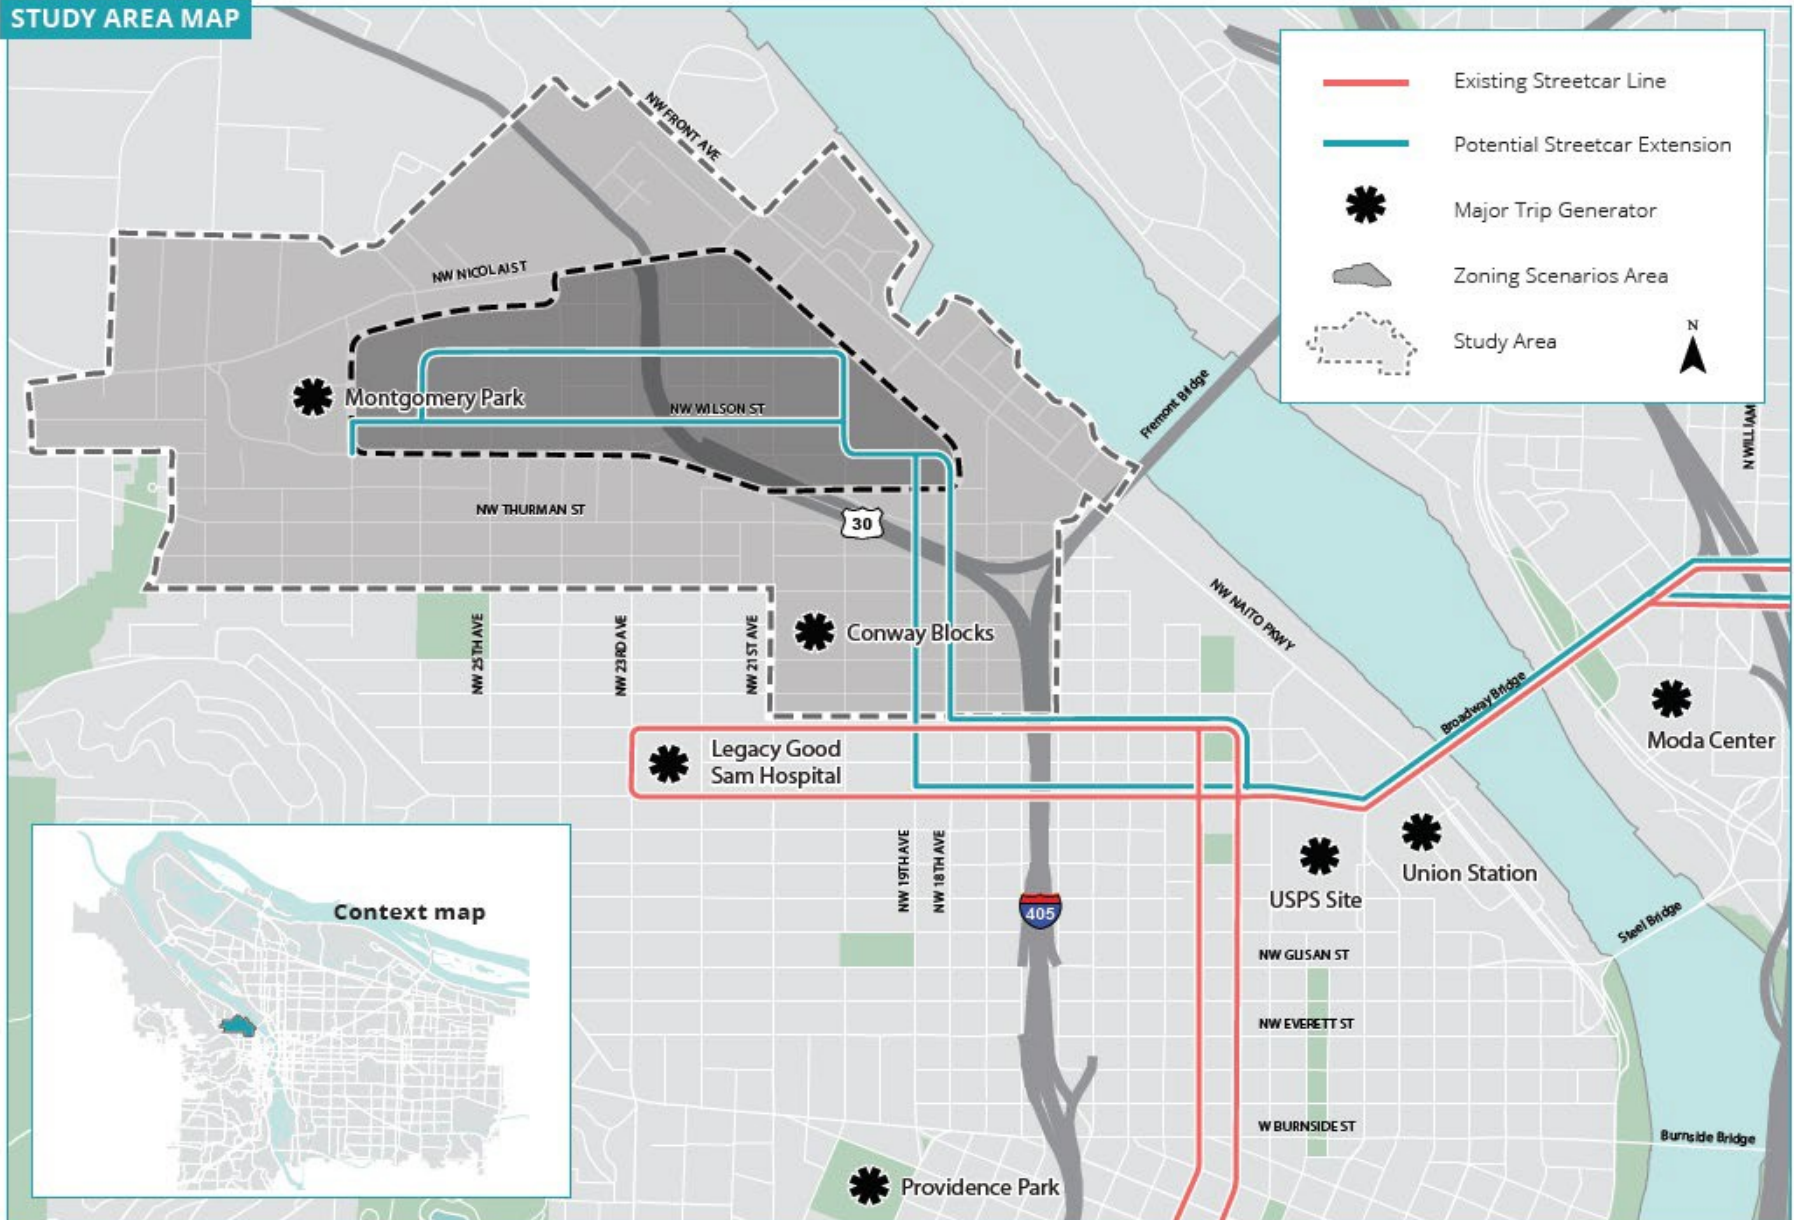 STUDY AREA MAP
Existing Streetcar Line
Potential Streetcar Extension
Major Trip Generator
Zoning Scenarios Area
Study Area
N
NW FRONT AVE
NW NICOLAI ST
Montgomery Park
NW WILSON ST
Fremont Bridge
N WILLIAM
NW THURMAN ST
30
NW NAITO PKWY
NW 25TH AVE
NW 23RD AVE
NW 21ST AVE
Conway Blocks
Broadway Bridge
Moda Center
Legacy Good
Sam Hospital
NW 19TH AVE
NW 18TH AVE
405
USPS Site
Union Station
Steel Bridge
Context map
NW GLISAN ST
NW EVERETT ST
W BURNSIDE ST
Burnside Bridge
Providence Park